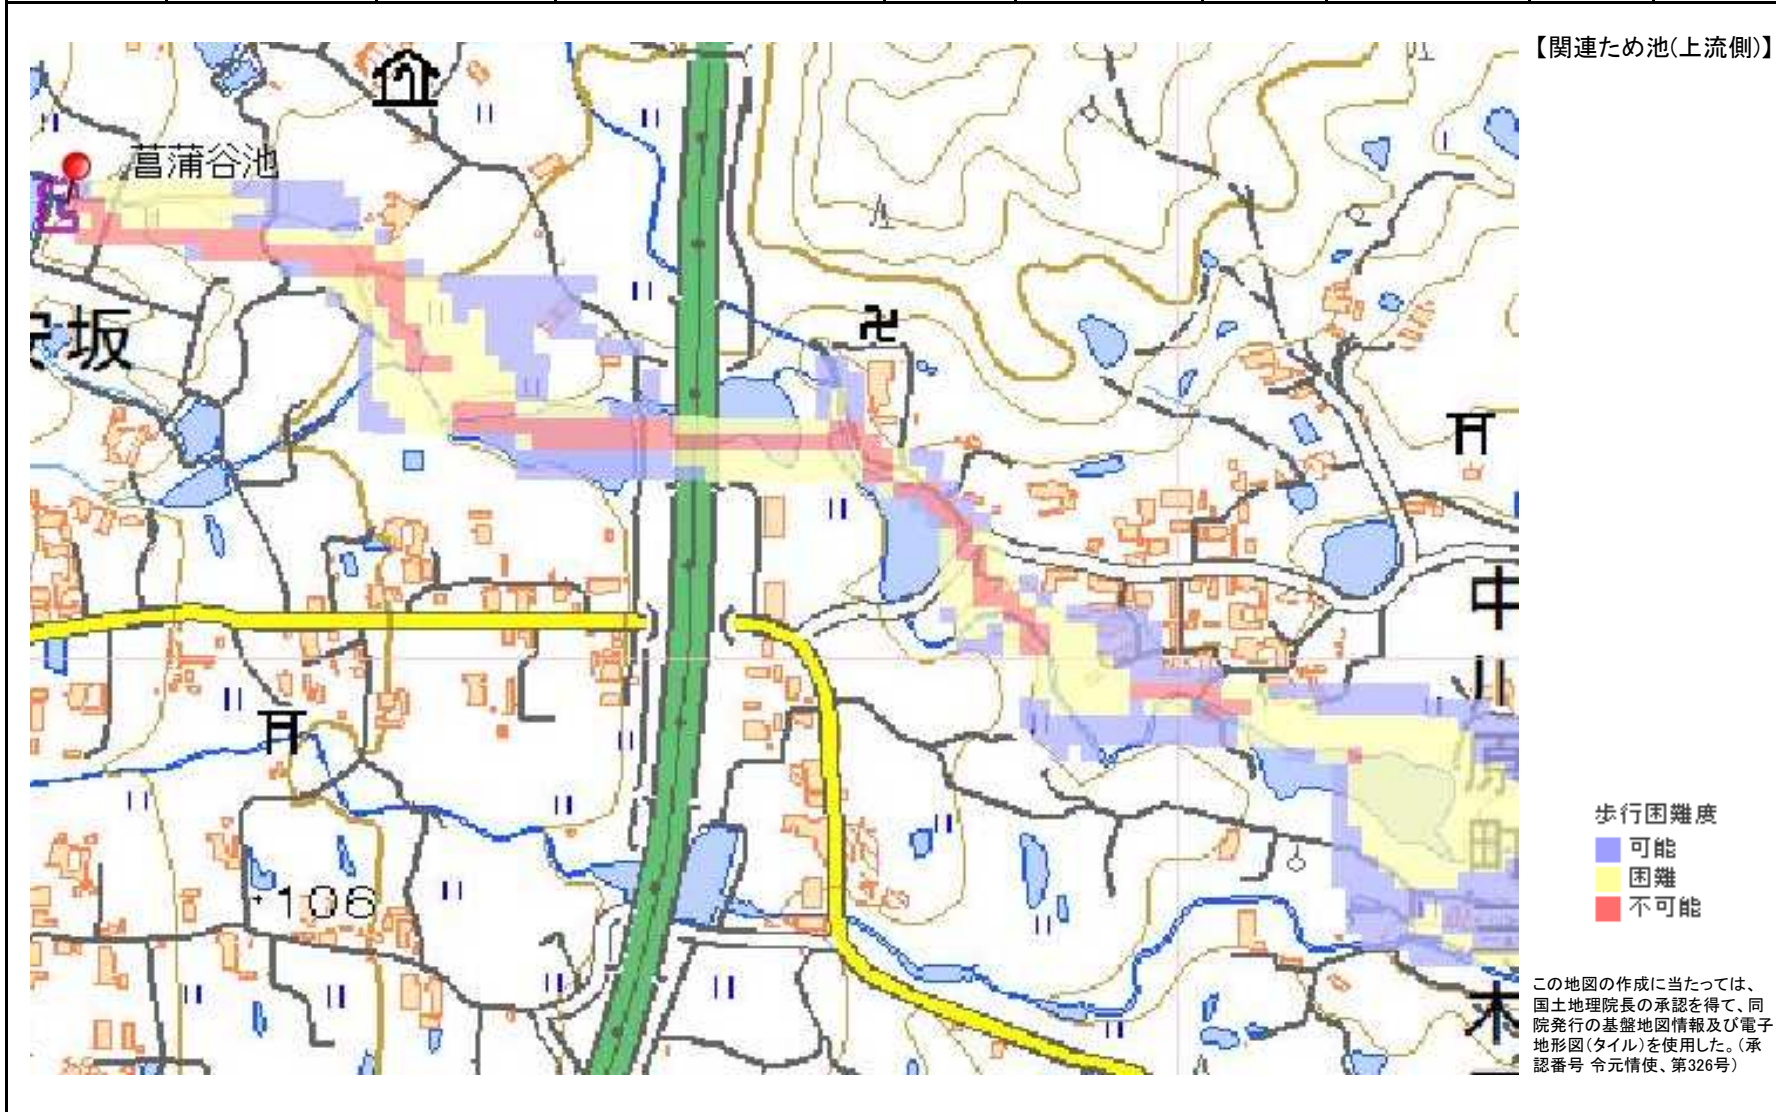 【関連ため池(上流側)】
菖蒲谷池
坂
中
川
原
田
106
木
歩行困難度
可能
困難
不可能
この地図の作成に当たっては、
国土地理院長の承認を得て、同
院発行の基盤地図情報及び電子
地形図(タイル)を使用した。(承
認番号 令元情使、第326号)